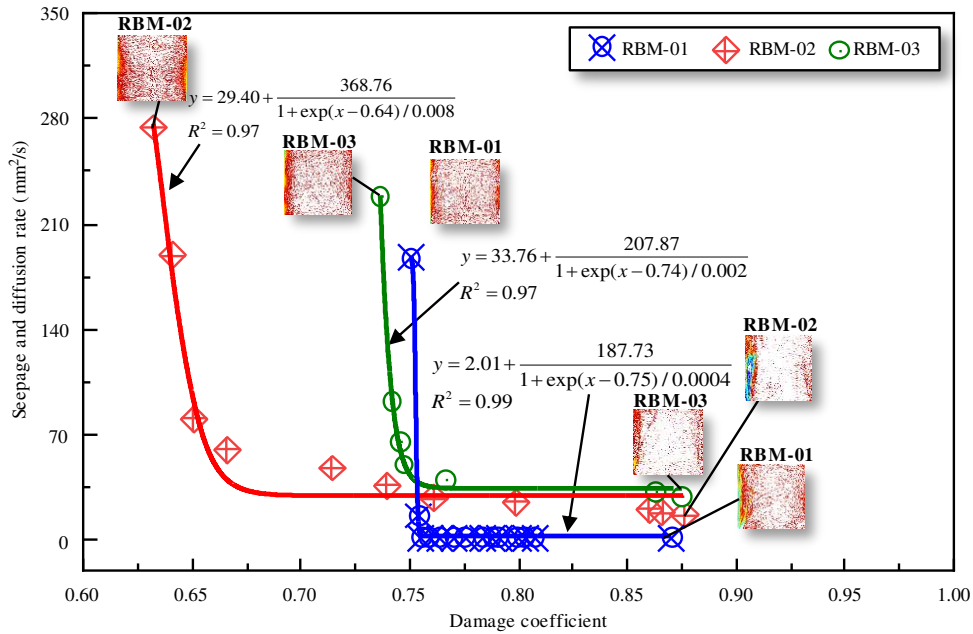 350
280
210
140
70
0
0.60 0.65 0.70 0.75 0.80 0.85 0.90 0.95 1.00
Seepage and diffusion rate (mm²/s)
Damage coefficient
RBM-01 RBM-02 RBM-03
RBM-02
y = 29.40 + 368.76 / 1+exp(x−0.64)/0.008
R² = 0.97
RBM-03
RBM-01
y = 33.76 + 207.87 / 1+exp(x−0.74)/0.002
R² = 0.97
y = 2.01 + 187.73 / 1+exp(x−0.75)/0.0004
R² = 0.99
RBM-02
RBM-03
RBM-01